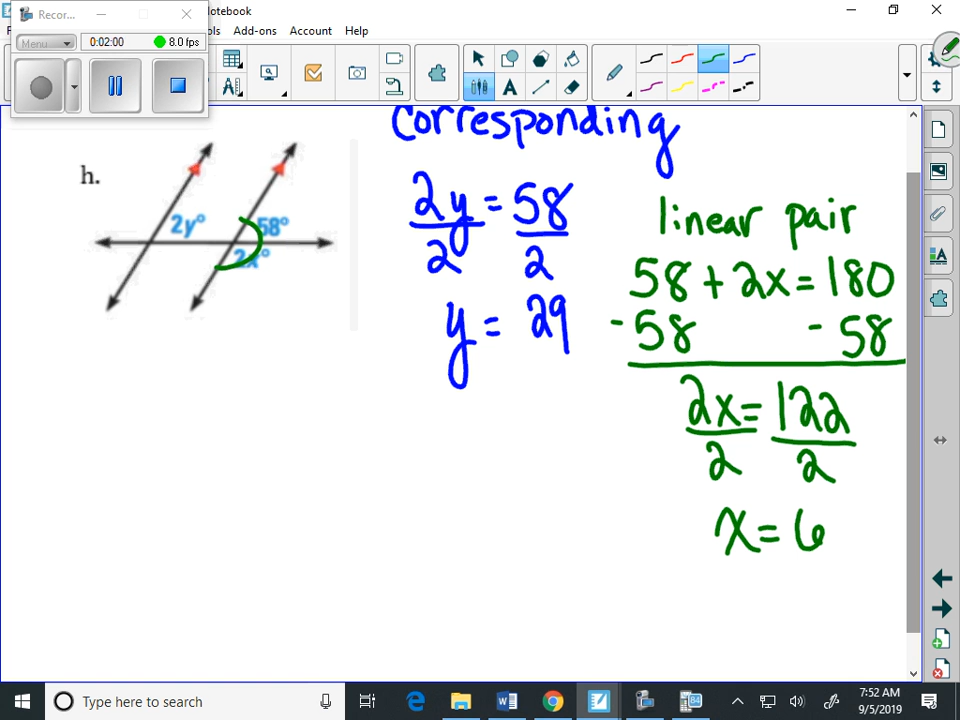 Recor...
Notebook
Menu
0:02:00
8.0 fps
ols Add-ons Account Help
corresponding
h.
2y°
58°
2x°
2y = 58
2 2
y = 29
linear pair
58 + 2x = 180
-58 - 58
2x = 122
2 2
x = 6
Type here to search
7:52 AM
9/5/2019